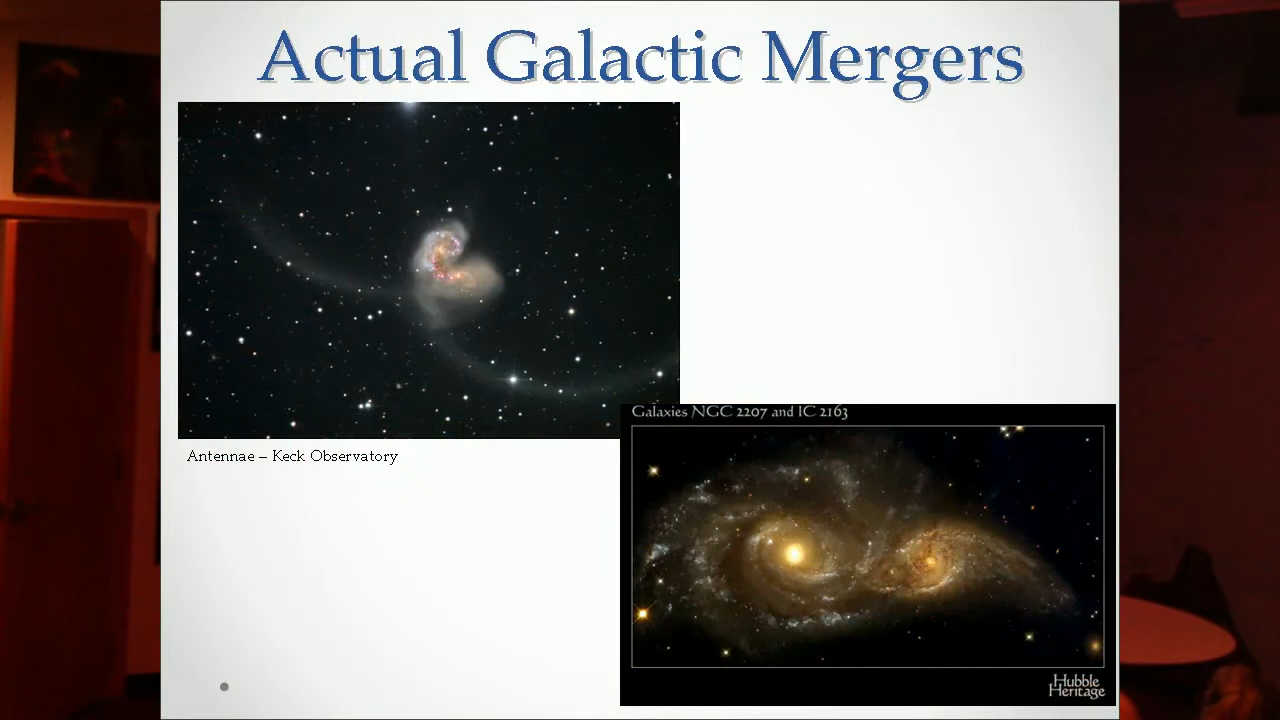 Actual Galactic Mergers
Antennae – Keck Observatory
Galaxies NGC 2207 and IC 2163
Hubble
Heritage